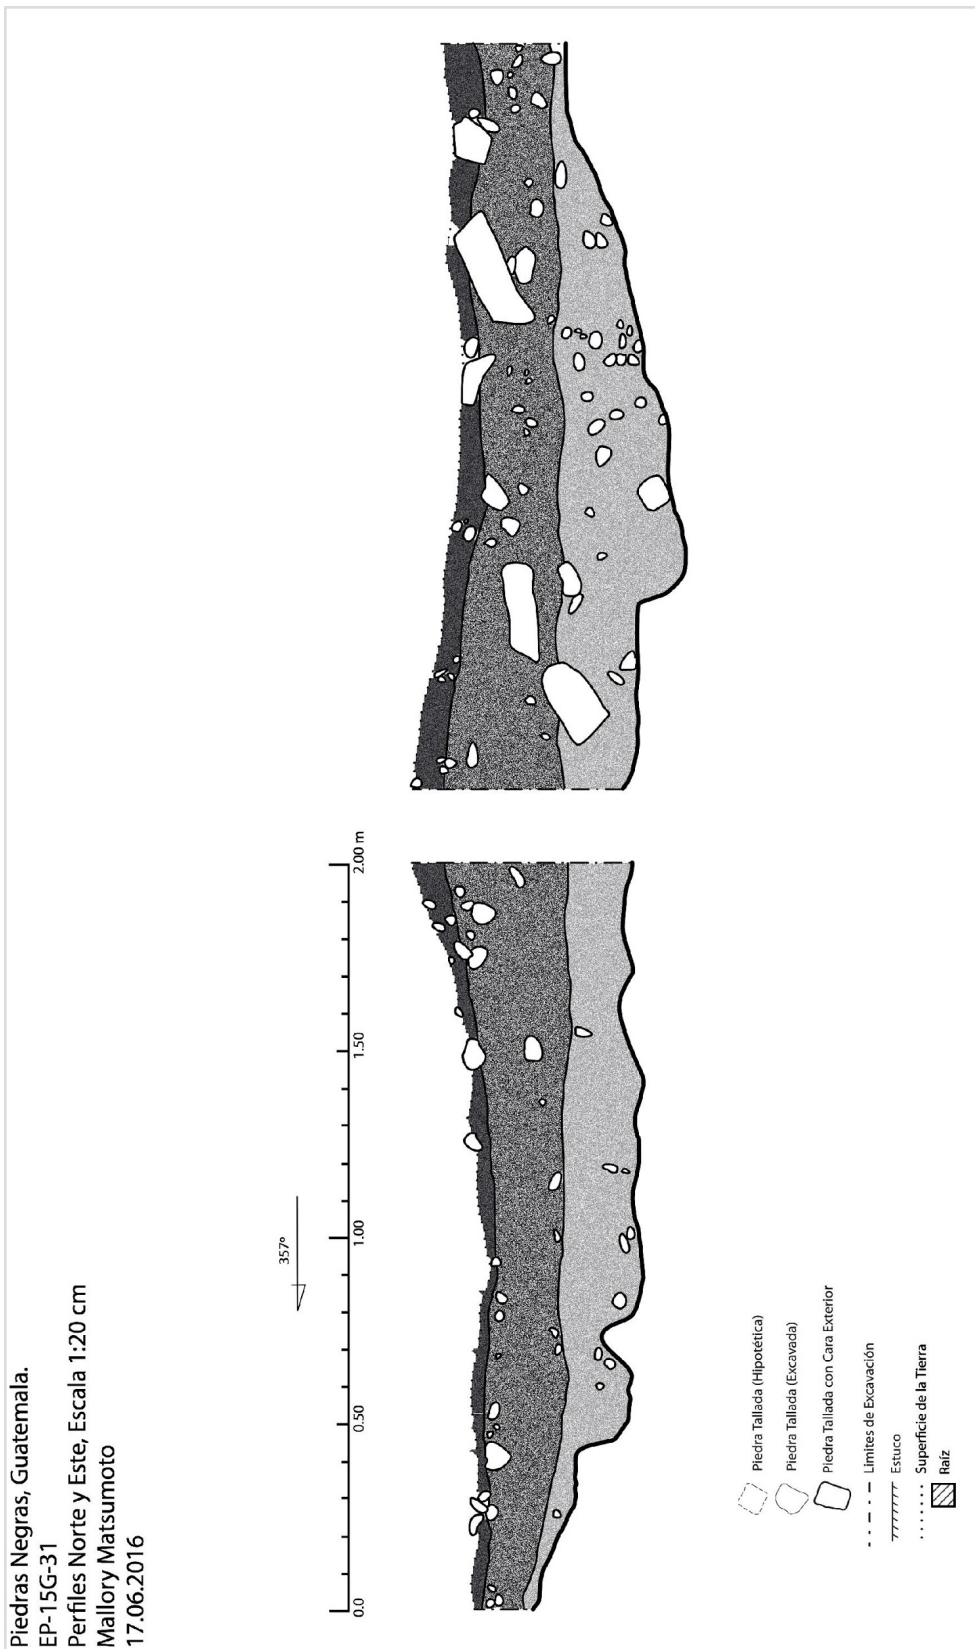 Piedras Negras, Guatemala.
EP-15G-31
Perfiles Norte y Este, Escala 1:20 cm
Mallory Matsumoto
17.06.2016
357°
0.0
0.50
1.00
1.50
2.00 m
Piedra Tallada (Hipotética)
Piedra Tallada (Excavada)
Piedra Tallada con Cara Exterior
Límites de Excavación
Estuco
Superficie de la Tierra
Raíz